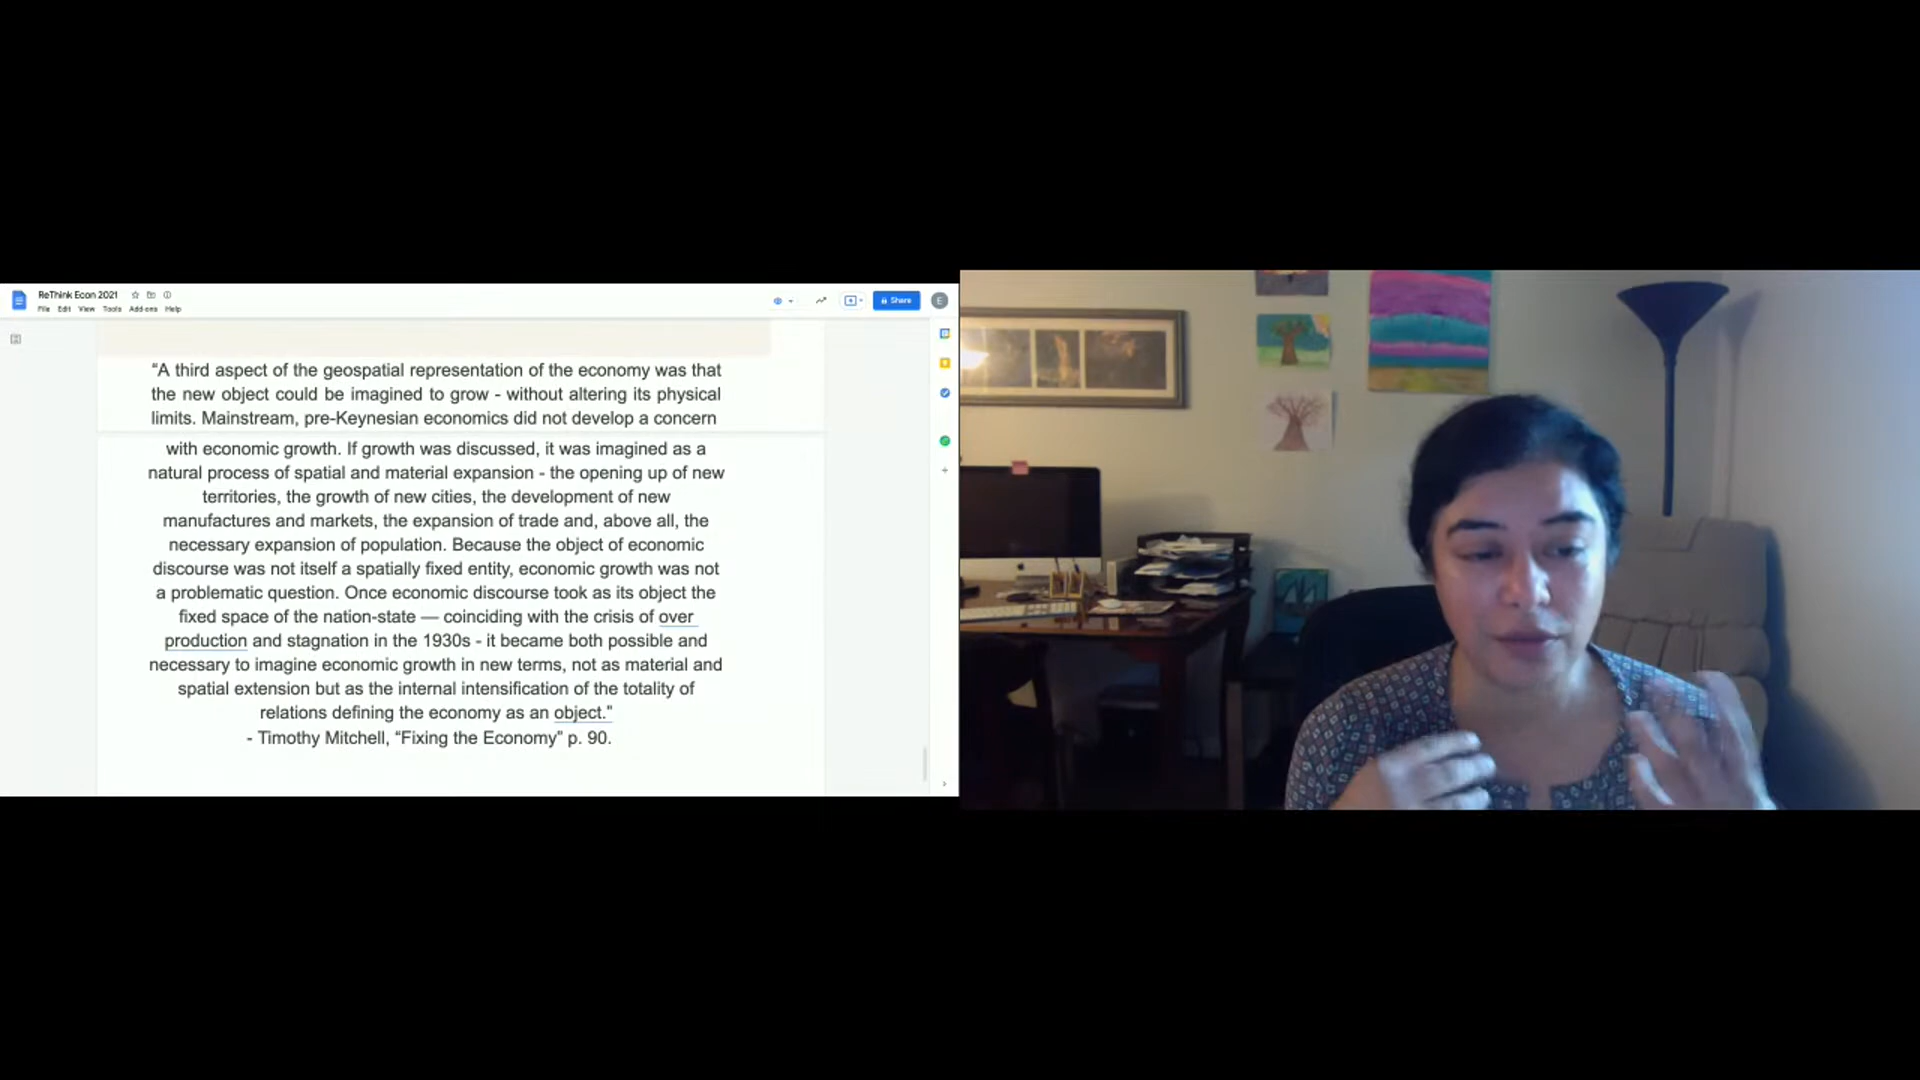 ReThink Econ 2021
File Edit View Tools Add-ons Help
Share
E
“A third aspect of the geospatial representation of the economy was that
the new object could be imagined to grow - without altering its physical
limits. Mainstream, pre-Keynesian economics did not develop a concern
with economic growth. If growth was discussed, it was imagined as a
natural process of spatial and material expansion - the opening up of new
territories, the growth of new cities, the development of new
manufactures and markets, the expansion of trade and, above all, the
necessary expansion of population. Because the object of economic
discourse was not itself a spatially fixed entity, economic growth was not
a problematic question. Once economic discourse took as its object the
fixed space of the nation-state — coinciding with the crisis of over
production and stagnation in the 1930s - it became both possible and
necessary to imagine economic growth in new terms, not as material and
spatial extension but as the internal intensification of the totality of
relations defining the economy as an object."
- Timothy Mitchell, “Fixing the Economy” p. 90.